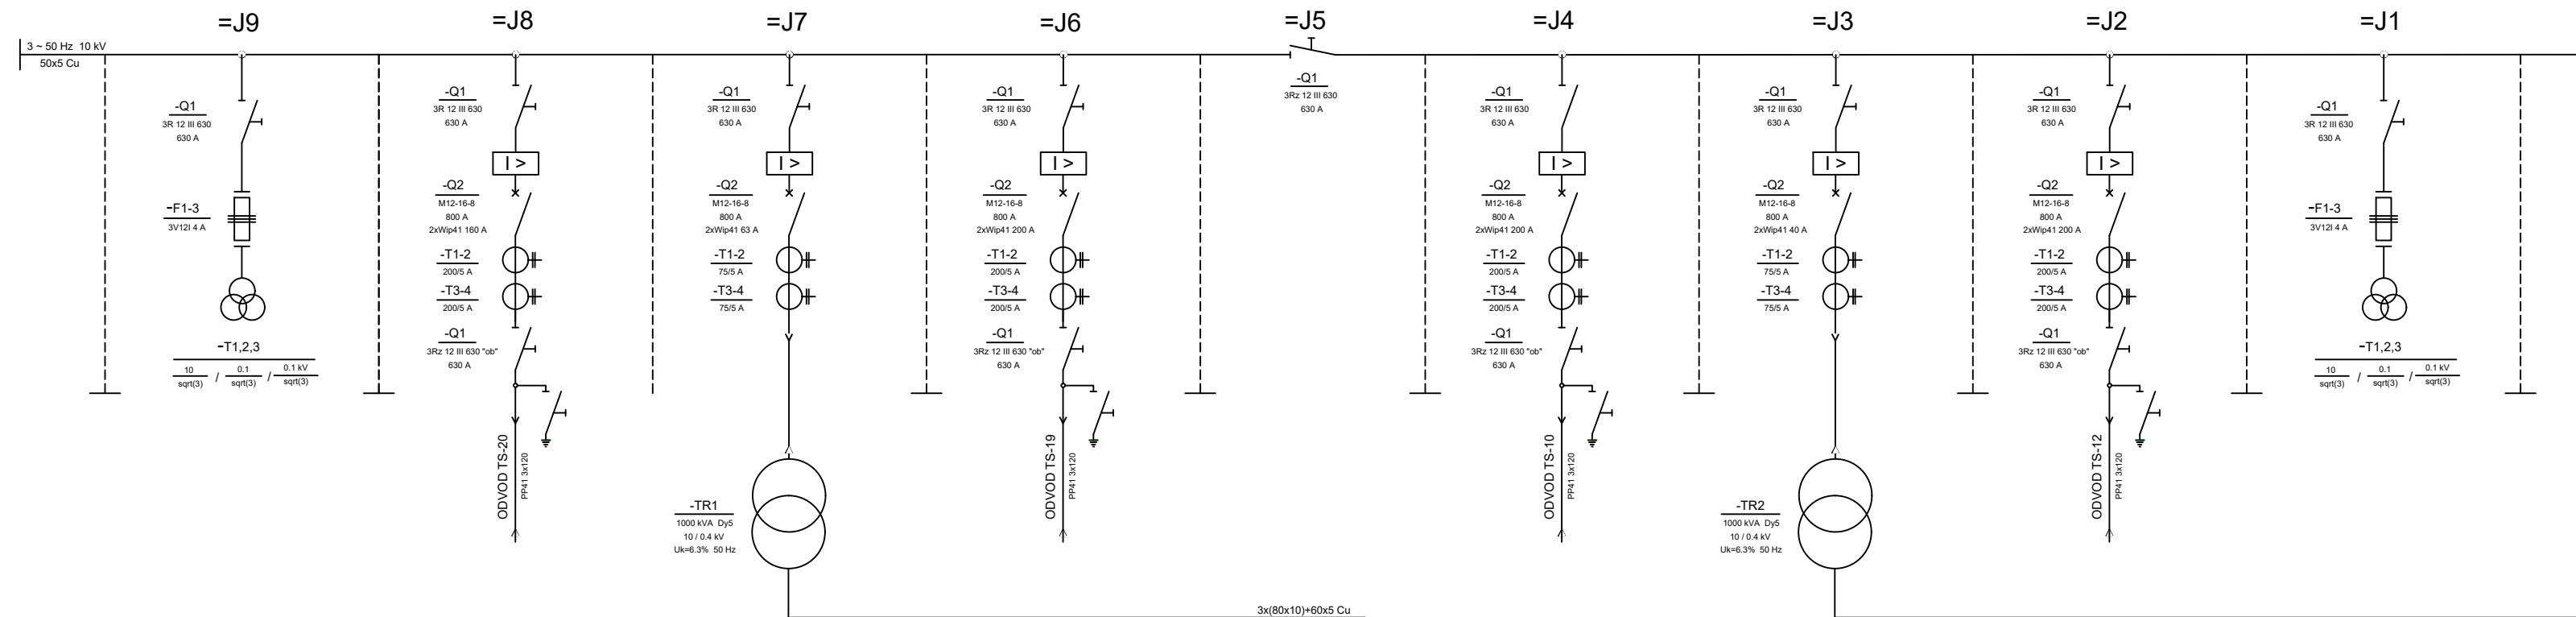 =J9
=J8
=J7
=J6
=J5
=J4
=J3
=J2
=J1
3 ~ 50 Hz 10 kV
50x5 Cu
-Q1
3R 12 III 630
630 A
-F1-3
3V12I 4 A
-T1,2,3
10 / 0.1 / 0.1 kV
sqrt(3) sqrt(3) sqrt(3)
-Q1
3R 12 III 630
630 A
I >
-Q2
M12-16-8
800 A
2xWip41 160 A
-T1-2
200/5 A
-T3-4
200/5 A
-Q1
3Rz 12 III 630 "ob"
630 A
ODVOD TS-20
PP41 3x120
-Q1
3R 12 III 630
630 A
I >
-Q2
M12-16-8
800 A
2xWip41 63 A
-T1-2
75/5 A
-T3-4
75/5 A
-TR1
1000 kVA Dy5
10 / 0.4 kV
Uk=6.3% 50 Hz
3x(80x10)+60x5 Cu
-Q1
3R 12 III 630
630 A
I >
-Q2
M12-16-8
800 A
2xWip41 200 A
-T1-2
200/5 A
-T3-4
200/5 A
-Q1
3Rz 12 III 630 "ob"
630 A
ODVOD TS-19
PP41 3x120
-Q1
3Rz 12 III 630
630 A
-Q1
3R 12 III 630
630 A
I >
-Q2
M12-16-8
800 A
2xWip41 200 A
-T1-2
200/5 A
-T3-4
200/5 A
-Q1
3Rz 12 III 630 "ob"
630 A
ODVOD TS-10
PP41 3x120
-Q1
3R 12 III 630
630 A
I >
-Q2
M12-16-8
800 A
2xWip41 40 A
-T1-2
75/5 A
-T3-4
75/5 A
-TR2
1000 kVA Dy5
10 / 0.4 kV
Uk=6.3% 50 Hz
-Q1
3R 12 III 630
630 A
I >
-Q2
M12-16-8
800 A
2xWip41 200 A
-T1-2
200/5 A
-T3-4
200/5 A
-Q1
3Rz 12 III 630 "ob"
630 A
ODVOD TS-12
PP41 3x120
-Q1
3R 12 III 630
630 A
-F1-3
3V12I 4 A
-T1,2,3
10 / 0.1 / 0.1 kV
sqrt(3) sqrt(3) sqrt(3)